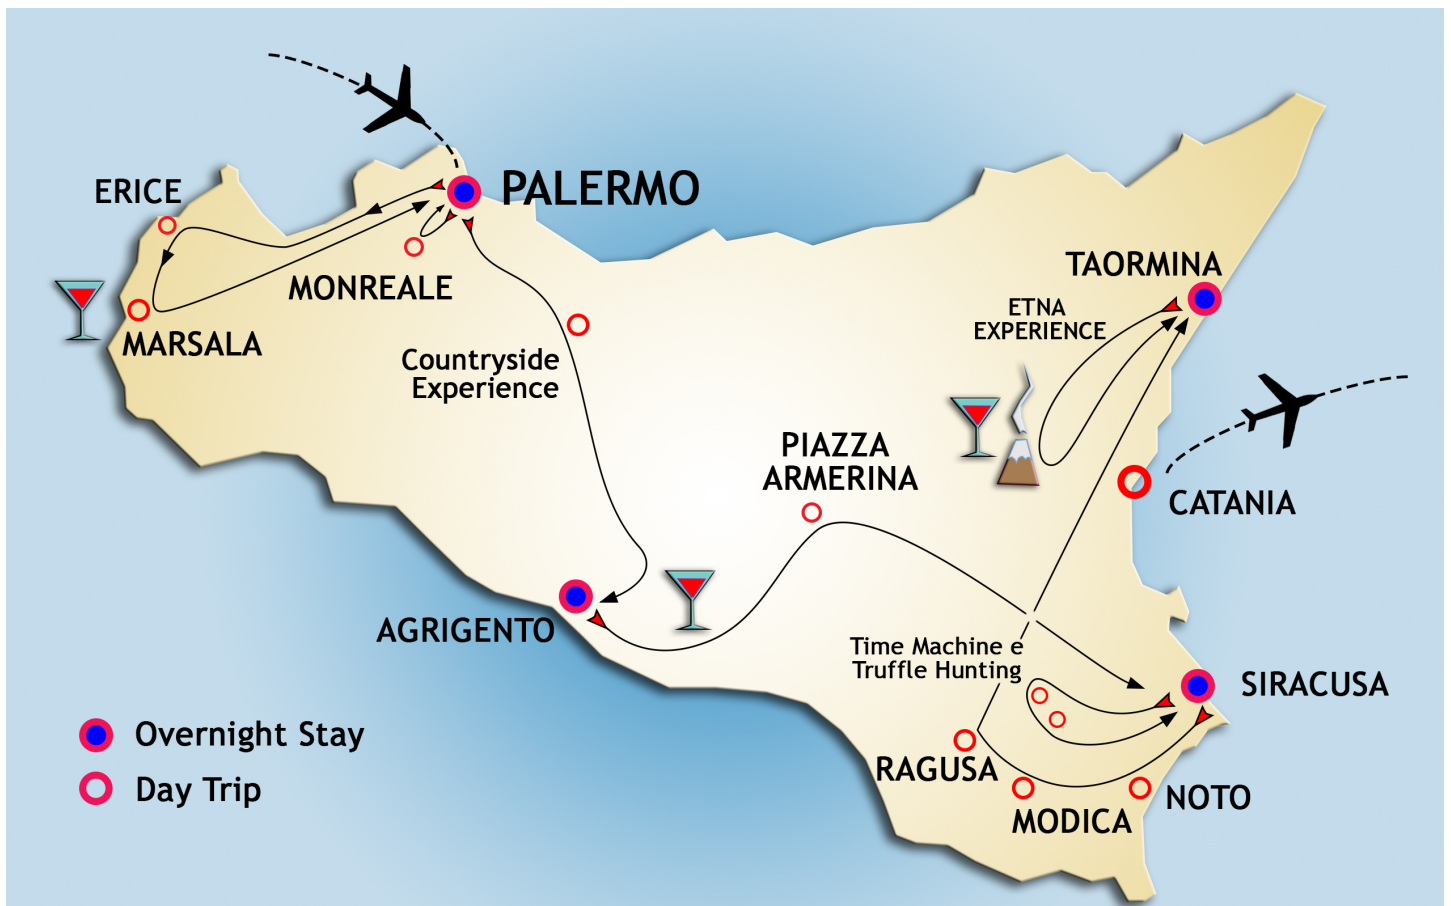 PALERMO
ERICE
MONREALE
MARSALA
Countryside
Experience
TAORMINA
ETNA
EXPERIENCE
PIAZZA
ARMERINA
CATANIA
AGRIGENTO
Time Machine e
Truffle Hunting
SIRACUSA
RAGUSA
MODICA
NOTO
Overnight Stay
Day Trip